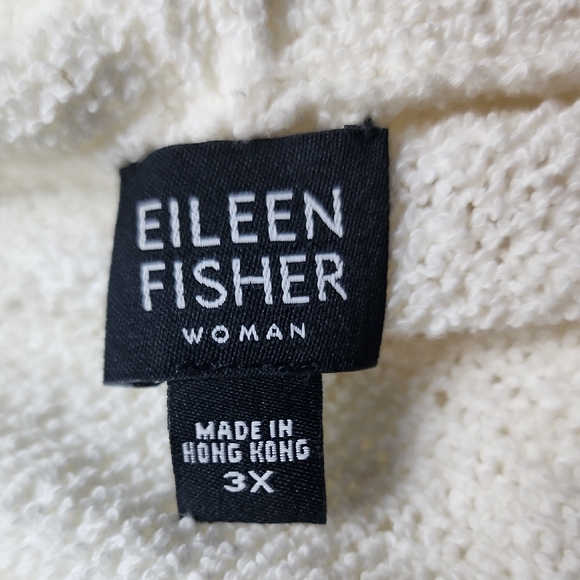 EILEEN
FISHER
WOMAN
MADE IN
HONG KONG
3X